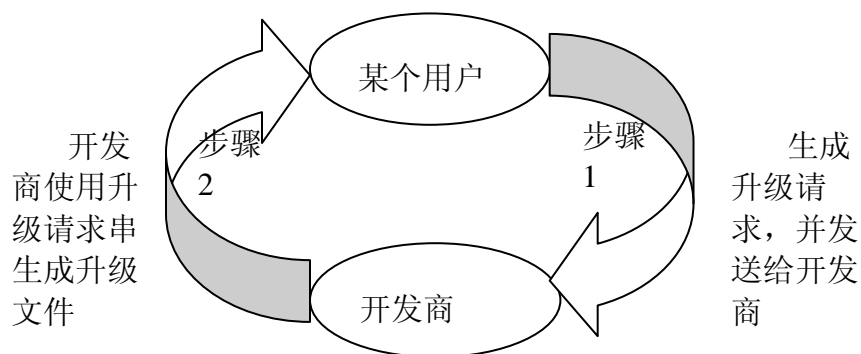 某个用户
步骤
1
生成
升级请
求，并发
送给开发
商
开发商
步骤
2
开发
商使用升
级请求串
生成升级
文件